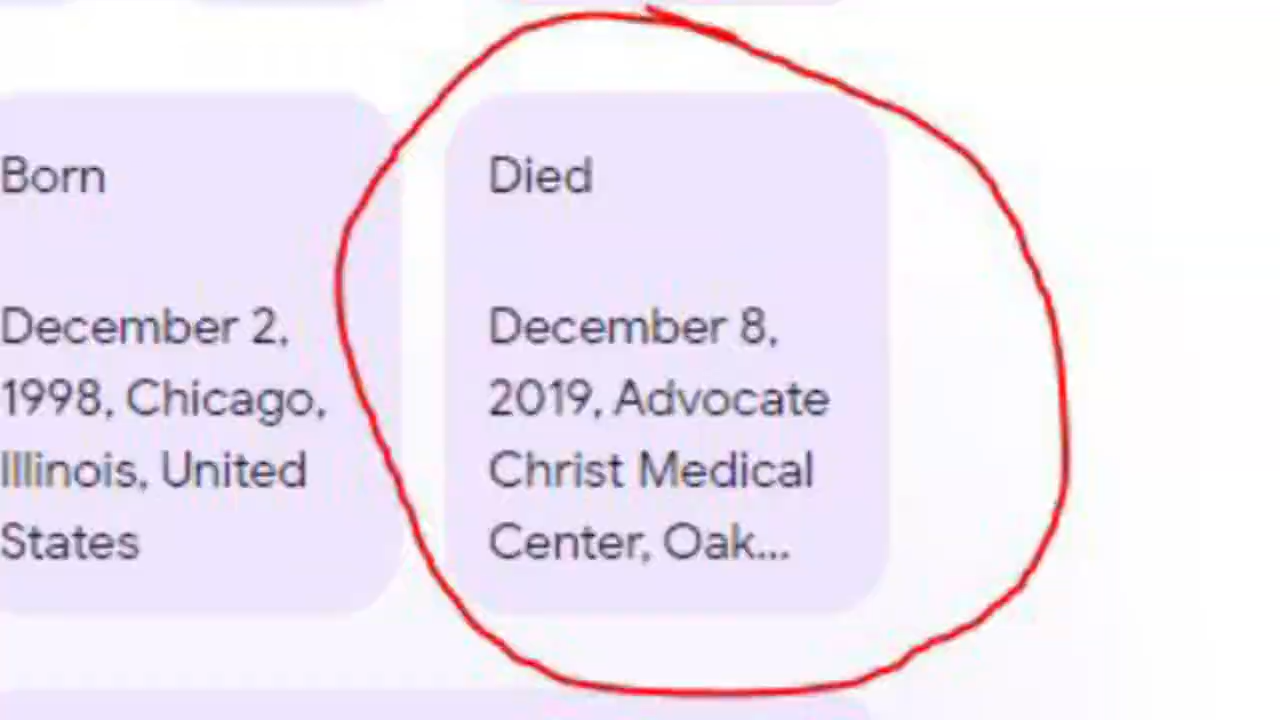 Born
December 2,
1998, Chicago,
Illinois, United
States
Died
December 8,
2019, Advocate
Christ Medical
Center, Oak...